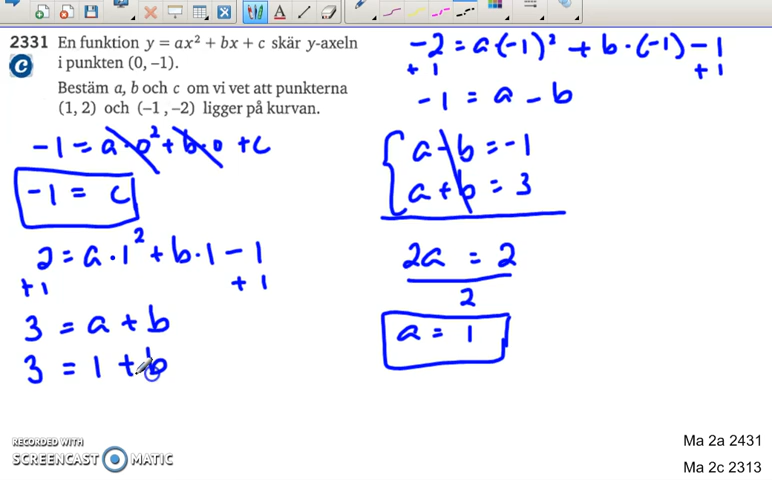 2331 En funktion y = ax² + bx + c skär y-axeln
i punkten (0, −1).
C
Bestäm a, b och c om vi vet att punkterna
(1, 2) och (−1, −2) ligger på kurvan.
-1 = a·0² + b·0 + c
-1 = c
2 = a·1² + b·1 - 1
+1 +1
3 = a + b
3 = 1 + b
-2 = a(-1)² + b·(-1) - 1
+1 +1
-1 = a - b
a - b = -1
a + b = 3
2a = 2
2
a = 1
RECORDED WITH
SCREENCAST MATIC
Ma 2a 2431
Ma 2c 2313